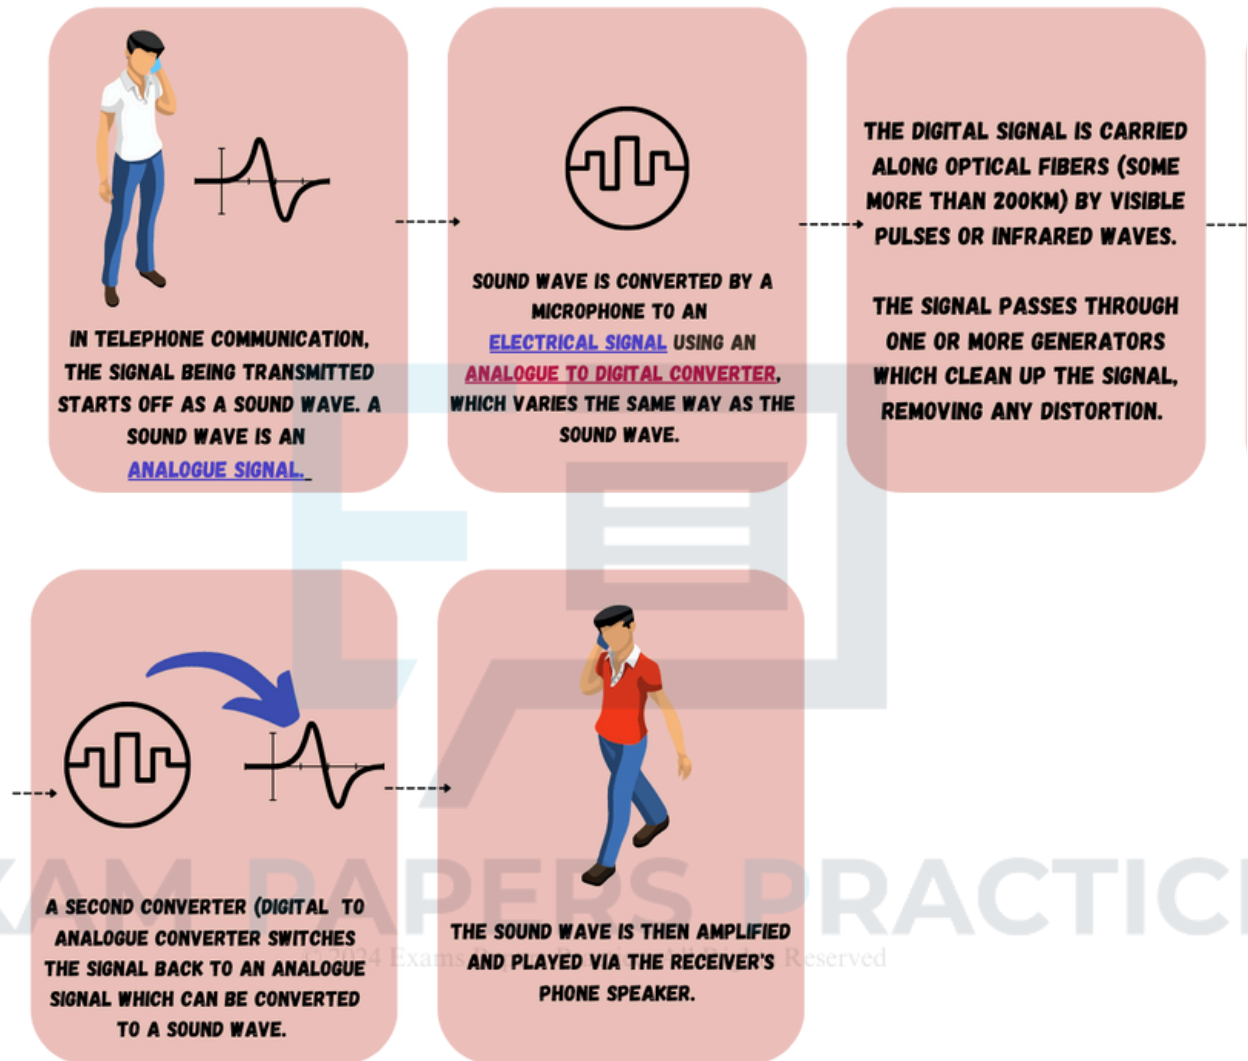 IN TELEPHONE COMMUNICATION,
THE SIGNAL BEING TRANSMITTED
STARTS OFF AS A SOUND WAVE. A
SOUND WAVE IS AN
ANALOGUE SIGNAL.
SOUND WAVE IS CONVERTED BY A
MICROPHONE TO AN
ELECTRICAL SIGNAL USING AN
ANALOGUE TO DIGITAL CONVERTER,
WHICH VARIES THE SAME WAY AS THE
SOUND WAVE.
THE DIGITAL SIGNAL IS CARRIED
ALONG OPTICAL FIBERS (SOME
MORE THAN 200KM) BY VISIBLE
PULSES OR INFRARED WAVES.
THE SIGNAL PASSES THROUGH
ONE OR MORE GENERATORS
WHICH CLEAN UP THE SIGNAL,
REMOVING ANY DISTORTION.
A SECOND CONVERTER (DIGITAL TO
ANALOGUE CONVERTER SWITCHES
THE SIGNAL BACK TO AN ANALOGUE
SIGNAL WHICH CAN BE CONVERTED
TO A SOUND WAVE.
THE SOUND WAVE IS THEN AMPLIFIED
AND PLAYED VIA THE RECEIVER'S
PHONE SPEAKER.
PAPERS
Reserved